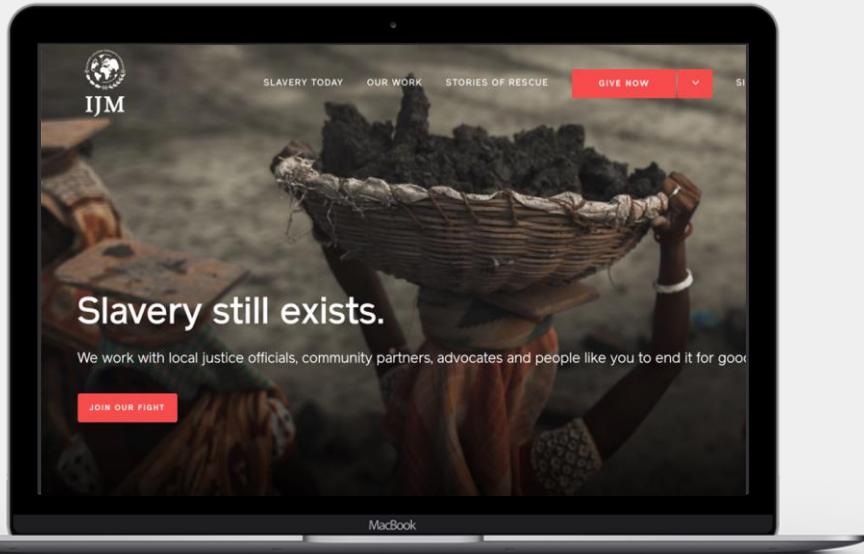 IJM
SLAVERY TODAY OUR WORK STORIES OF RESCUE GIVE NOW
Slavery still exists.
We work with local justice officials, community partners, advocates and people like you to end it for good
JOIN OUR FIGHT
MacBook